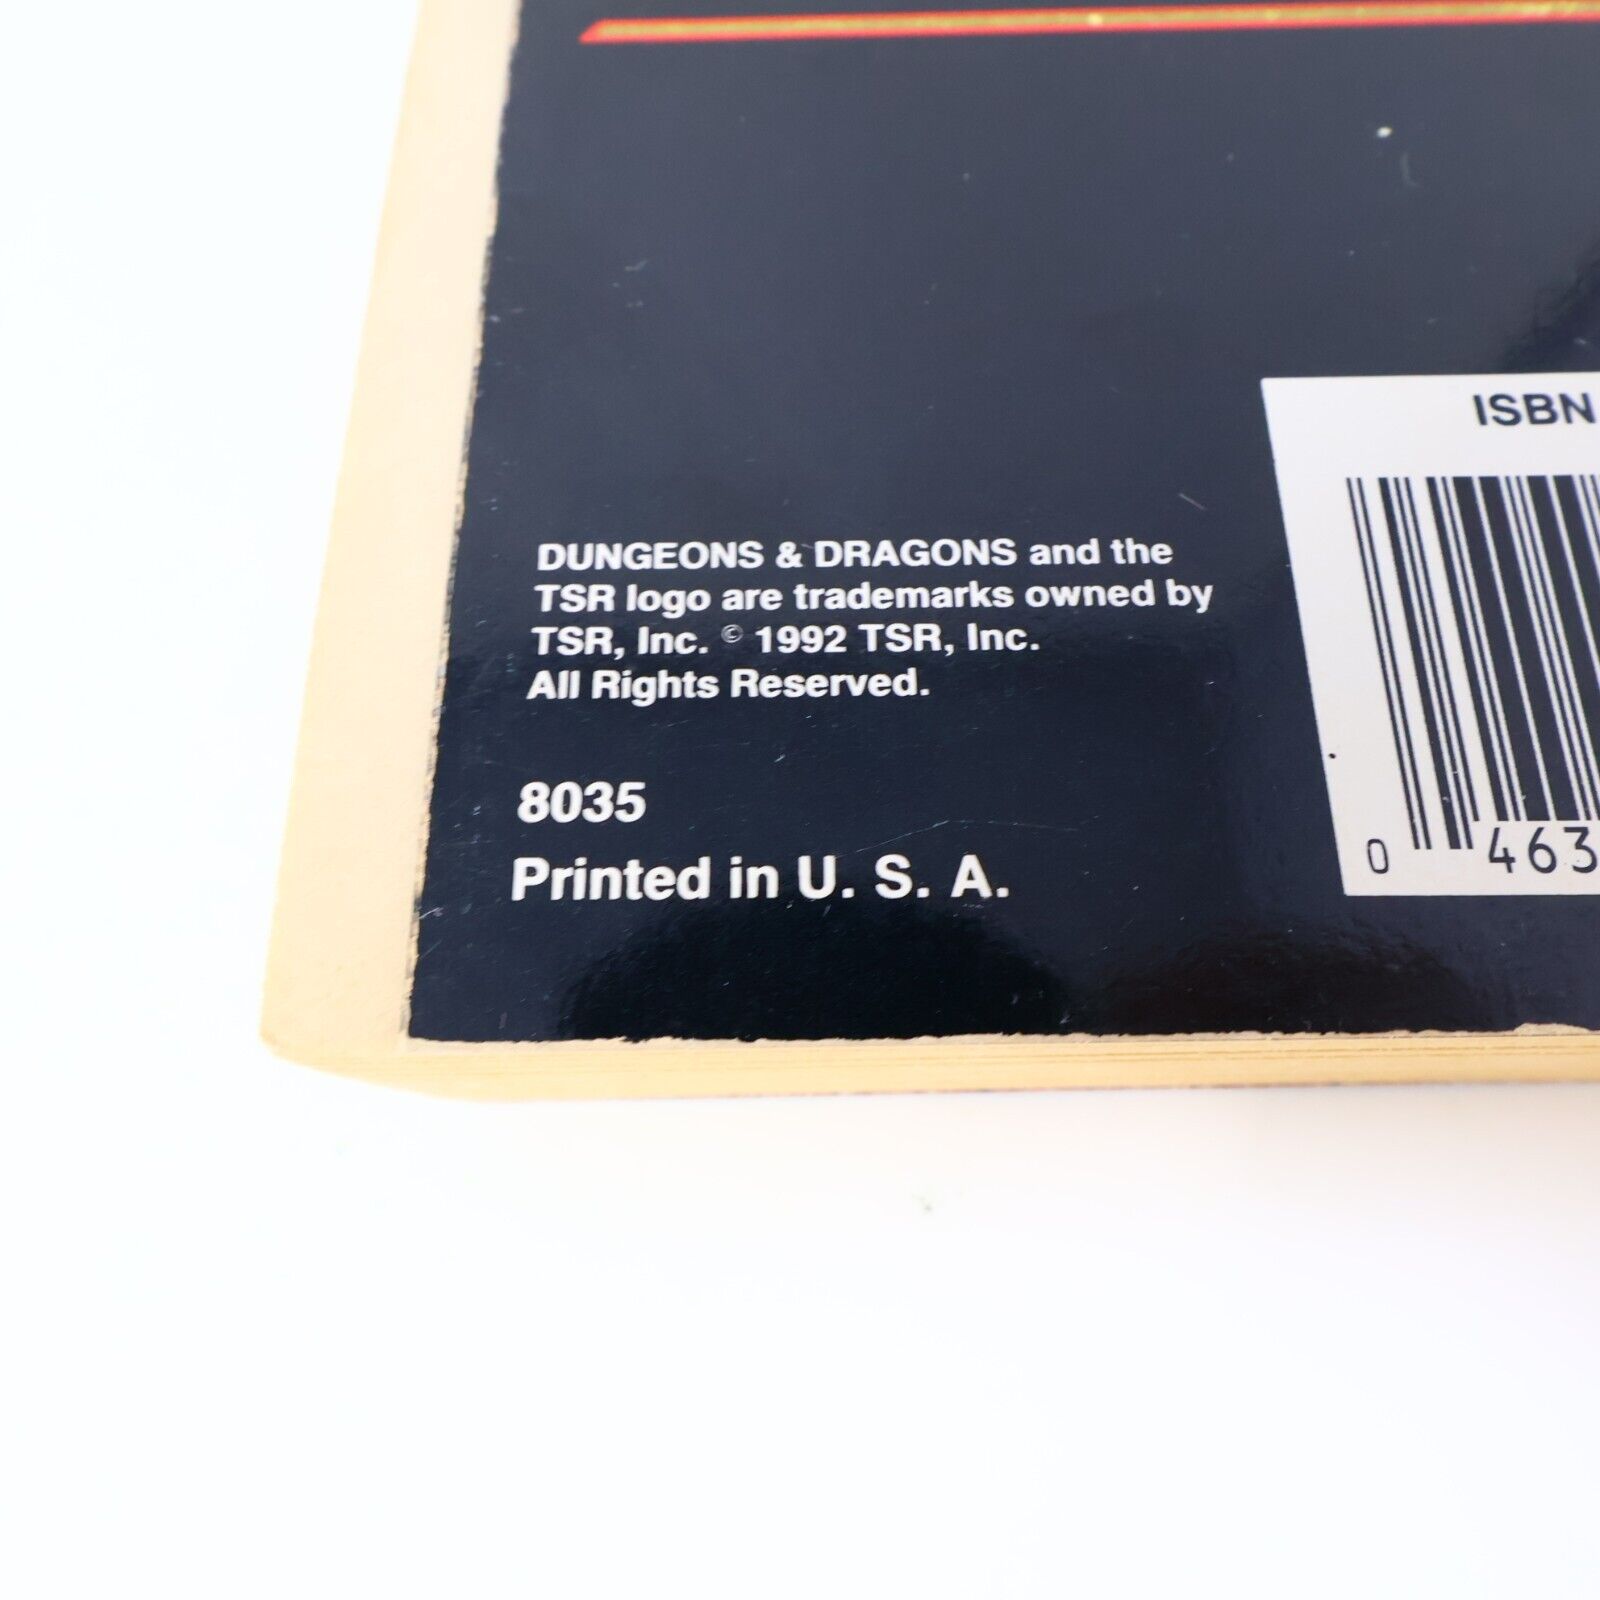 ISBN
DUNGEONS & DRAGONS and the
TSR logo are trademarks owned by
TSR, Inc. © 1992 TSR, Inc.
All Rights Reserved.
8035
Printed in U. S. A.
0 463